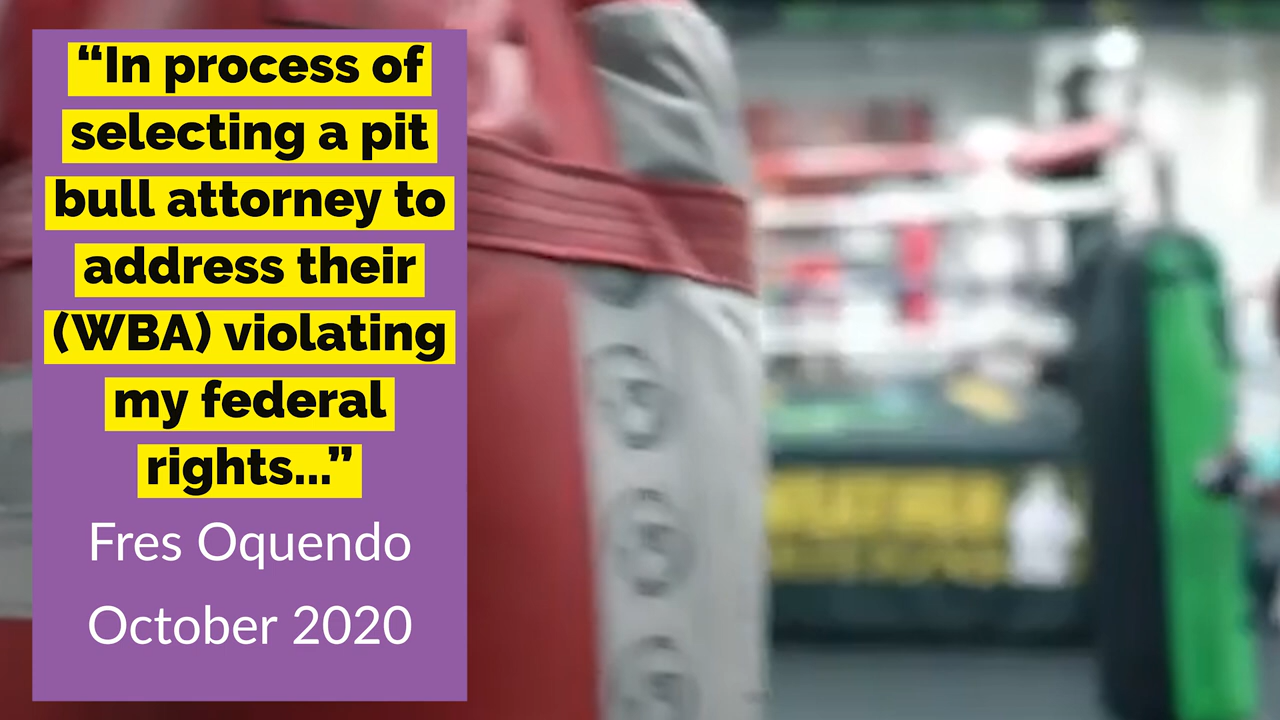 “In process of
selecting a pit
bull attorney to
address their
(WBA) violating
my federal
rights...”
Fres Oquendo
October 2020